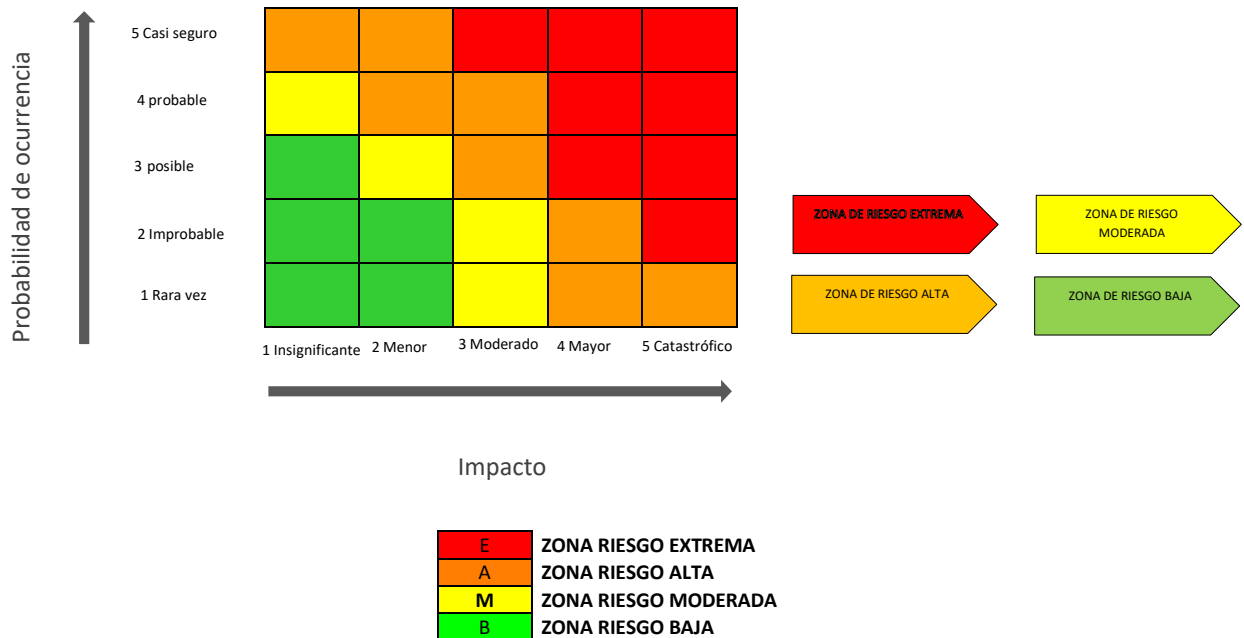 Probabilidad de ocurrencia
5 Casi seguro
4 probable
3 posible
2 Improbable
1 Rara vez
1 Insignificante
2 Menor
3 Moderado
4 Mayor
5 Catastrófico
Impacto
ZONA DE RIESGO EXTREMA
ZONA DE RIESGO
MODERADA
ZONA DE RIESGO ALTA
ZONA DE RIESGO BAJA
E ZONA RIESGO EXTREMA
A ZONA RIESGO ALTA
M ZONA RIESGO MODERADA
B ZONA RIESGO BAJA